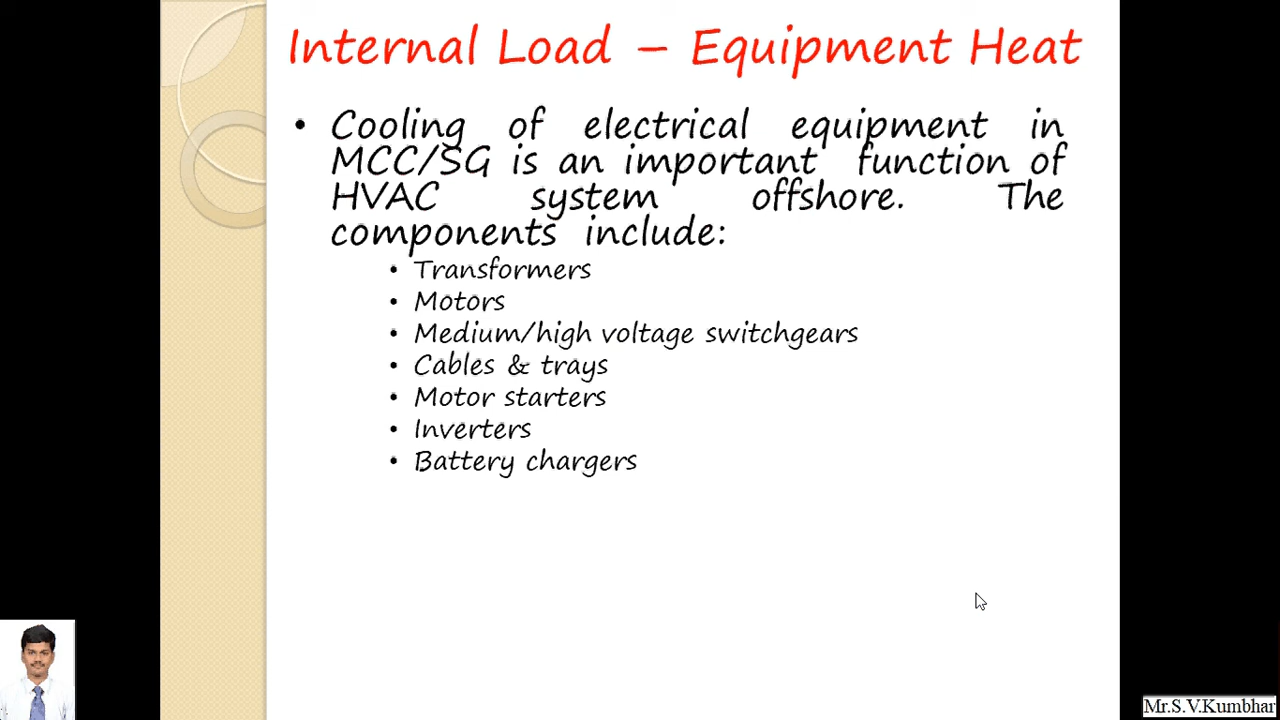 Internal Load – Equipment Heat
• Cooling of electrical equipment in
MCC/SG is an important function of
HVAC system offshore. The
components include:
• Transformers
• Motors
• Medium/high voltage switchgears
• Cables & trays
• Motor starters
• Inverters
• Battery chargers
Mr.S.V.Kumbhar